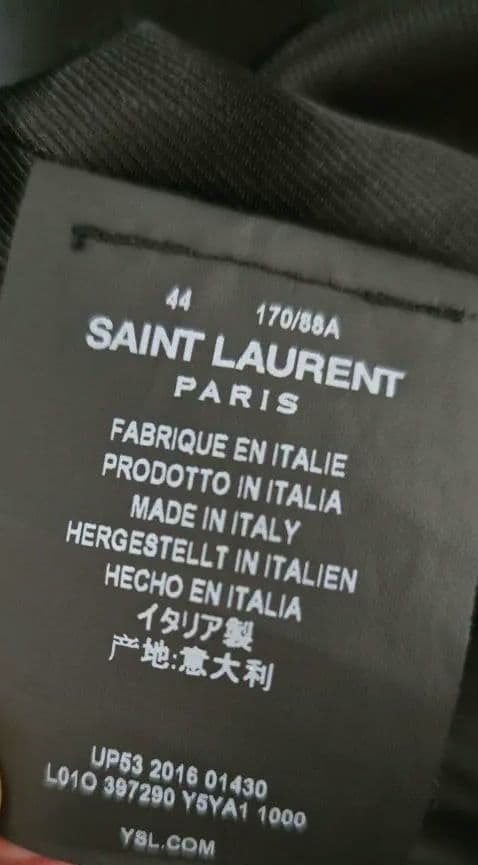 44 170/88A
SAINT LAURENT
PARIS
FABRIQUE EN ITALIE
PRODOTTO IN ITALIA
MADE IN ITALY
HERGESTELLT IN ITALIEN
HECHO EN ITALIA
イタリア製
产地:意大利
UP53 2016 01430
L01O 397290 Y5YA1 1000
YSL.COM